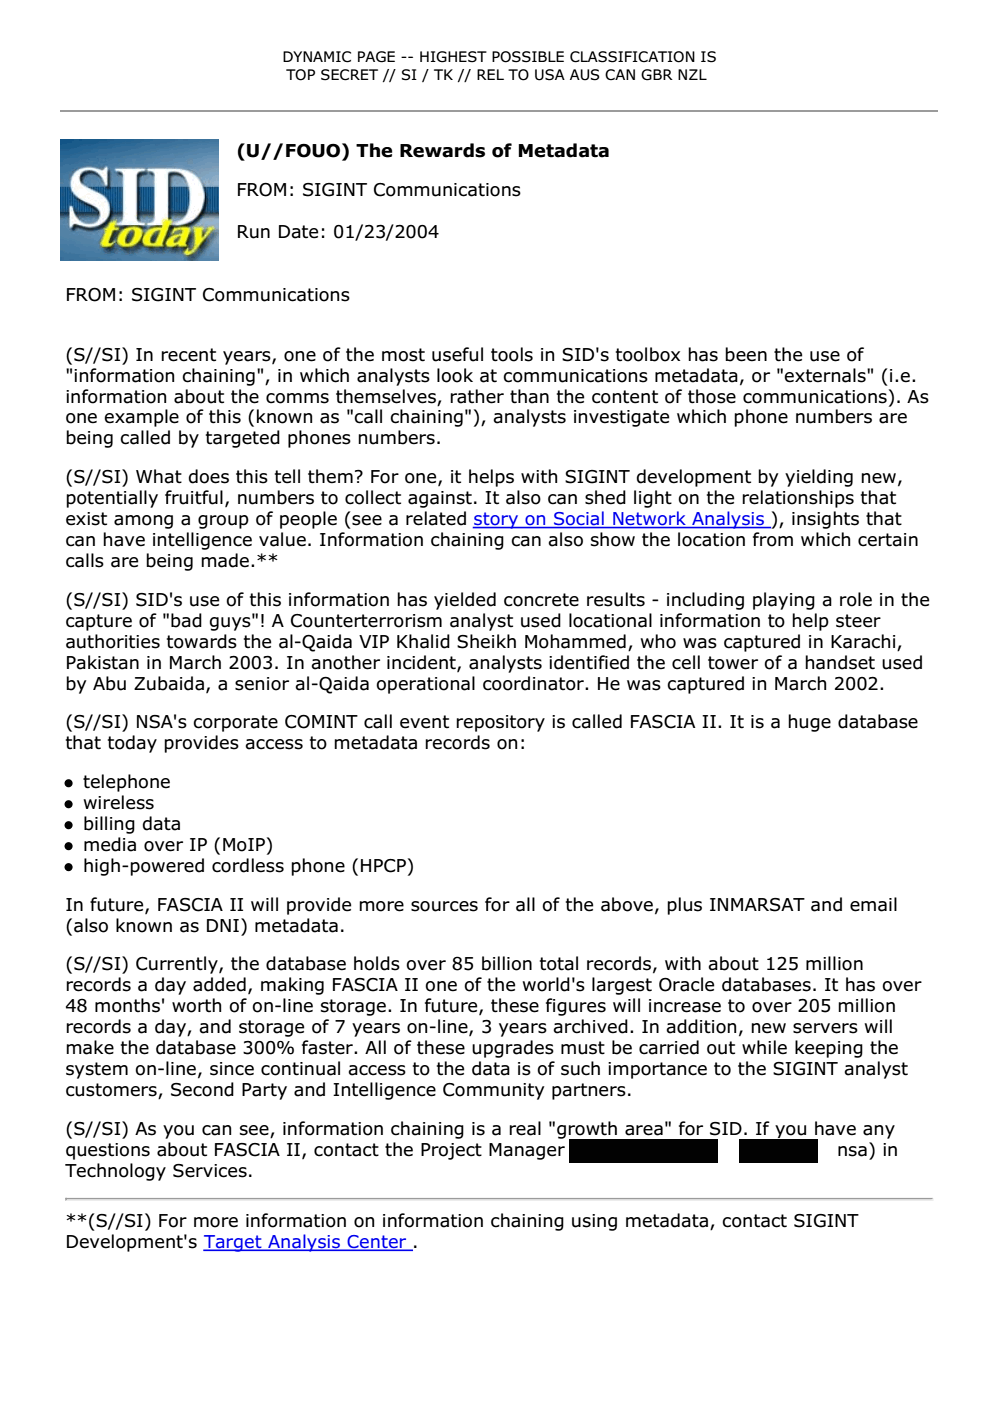 DYNAMIC PAGE -- HIGHEST POSSIBLE CLASSIFICATION IS
TOP SECRET // SI / TK // REL TO USA AUS CAN GBR NZL
SID
today
(U//FOUO) The Rewards of Metadata
FROM: SIGINT Communications
Run Date: 01/23/2004
FROM: SIGINT Communications
(S//SI) In recent years, one of the most useful tools in SID's toolbox has been the use of
"information chaining", in which analysts look at communications metadata, or "externals" (i.e.
information about the comms themselves, rather than the content of those communications). As
one example of this (known as "call chaining"), analysts investigate which phone numbers are
being called by targeted phones numbers.
(S//SI) What does this tell them? For one, it helps with SIGINT development by yielding new,
potentially fruitful, numbers to collect against. It also can shed light on the relationships that
exist among a group of people (see a related story on Social Network Analysis ), insights that
can have intelligence value. Information chaining can also show the location from which certain
calls are being made.**
(S//SI) SID's use of this information has yielded concrete results - including playing a role in the
capture of "bad guys"! A Counterterrorism analyst used locational information to help steer
authorities towards the al-Qaida VIP Khalid Sheikh Mohammed, who was captured in Karachi,
Pakistan in March 2003. In another incident, analysts identified the cell tower of a handset used
by Abu Zubaida, a senior al-Qaida operational coordinator. He was captured in March 2002.
(S//SI) NSA's corporate COMINT call event repository is called FASCIA II. It is a huge database
that today provides access to metadata records on:
● telephone
● wireless
● billing data
● media over IP (MoIP)
● high-powered cordless phone (HPCP)
In future, FASCIA II will provide more sources for all of the above, plus INMARSAT and email
(also known as DNI) metadata.
(S//SI) Currently, the database holds over 85 billion total records, with about 125 million
records a day added, making FASCIA II one of the world's largest Oracle databases. It has over
48 months' worth of on-line storage. In future, these figures will increase to over 205 million
records a day, and storage of 7 years on-line, 3 years archived. In addition, new servers will
make the database 300% faster. All of these upgrades must be carried out while keeping the
system on-line, since continual access to the data is of such importance to the SIGINT analyst
customers, Second Party and Intelligence Community partners.
(S//SI) As you can see, information chaining is a real "growth area" for SID. If you have any
questions about FASCIA II, contact the Project Manager nsa) in
Technology Services.
**(S//SI) For more information on information chaining using metadata, contact SIGINT
Development's Target Analysis Center .